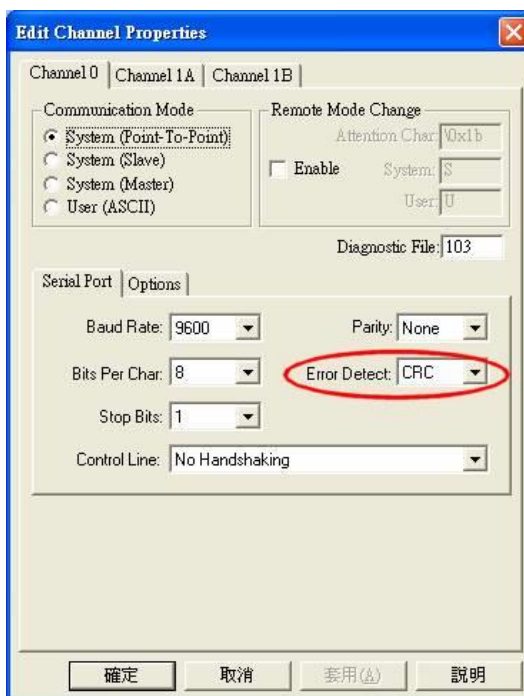 Edit Channel Properties
Channel 0 Channel 1A Channel 1B
Communication Mode
System (Point-To-Point)
System (Slave)
System (Master)
User (ASCII)
Remote Mode Change
Attention Char: \0x1b
Enable
System: S
User: U
Diagnostic File: 103
Serial Port Options
Baud Rate: 9600
Parity: None
Bits Per Char: 8
Error Detect: CRC
Stop Bits: 1
Control Line: No Handshaking
確定 取消 套用(A) 說明